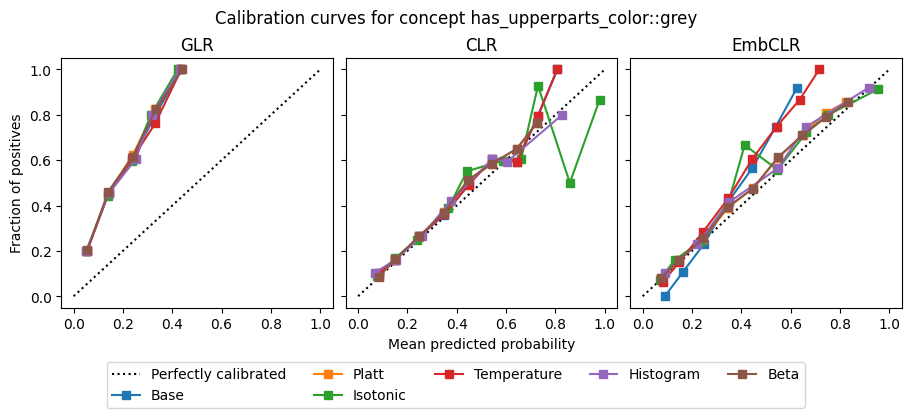 Calibration curves for concept has_upperparts_color::grey
GLR
CLR
EmbCLR
Fraction of positives
1.0
0.8
0.6
0.4
0.2
0.0
0.0 0.2 0.4 0.6 0.8 1.0
0.0 0.2 0.4 0.6 0.8 1.0
0.0 0.2 0.4 0.6 0.8 1.0
Mean predicted probability
Perfectly calibrated
Base
Platt
Isotonic
Temperature
Histogram
Beta